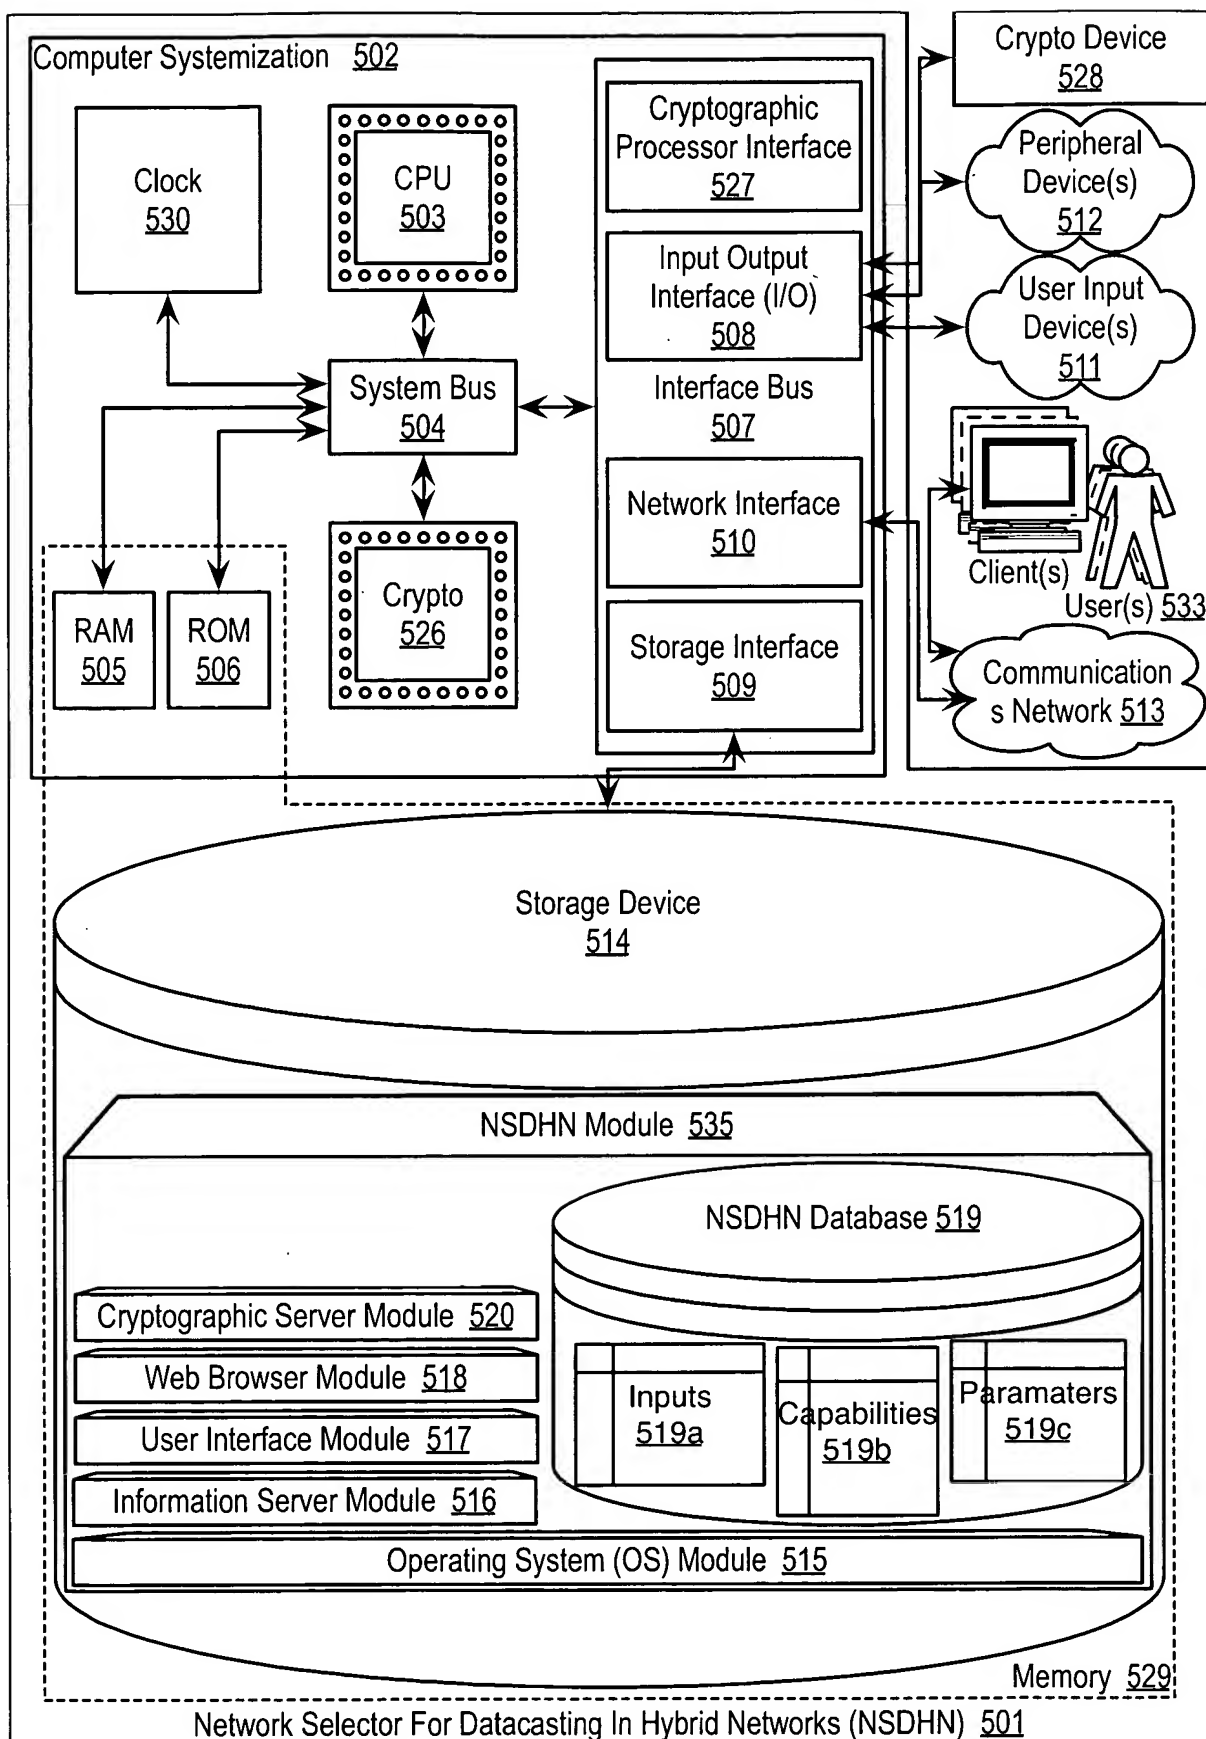 Computer Systemization 502
Clock
530
CPU
503
System Bus
504
Crypto
526
RAM
505
ROM
506
Cryptographic
Processor Interface
527
Input Output
Interface (I/O)
508
Interface Bus
507
Network Interface
510
Storage Interface
509
Crypto Device
528
Peripheral
Device(s)
512
User Input
Device(s)
511
Client(s)
User(s) 533
Communication
s Network 513
Storage Device
514
NSDHN Module 535
NSDHN Database 519
Cryptographic Server Module 520
Web Browser Module 518
User Interface Module 517
Information Server Module 516
Inputs
519a
Capabilities
519b
Paramaters
519c
Operating System (OS) Module 515
Memory 529
Network Selector For Datacasting In Hybrid Networks (NSDHN) 501